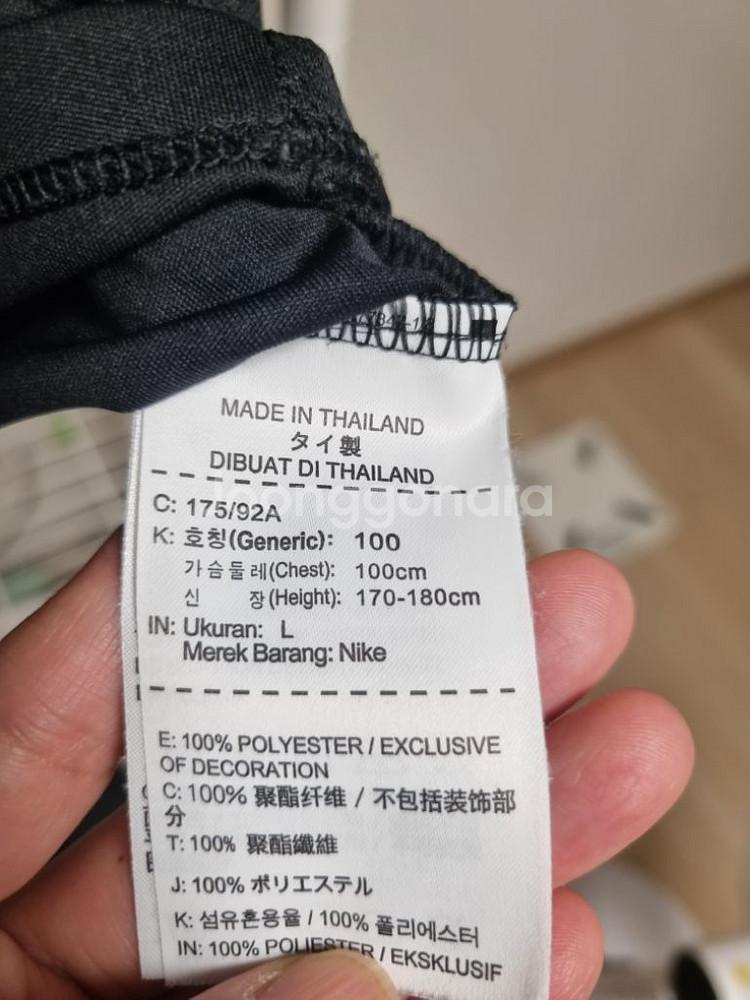 MADE IN THAILAND
タイ製
DIBUAT DI THAILAND
joonggonara
C: 175/92A
K: 호칭(Generic): 100
가슴둘레(Chest): 100cm
신 장(Height): 170-180cm
IN: Ukuran: L
Merek Barang: Nike
E: 100% POLYESTER / EXCLUSIVE
OF DECORATION
C: 100% 聚酯纤维 / 不包括装饰部
分
T: 100% 聚酯纖維
J: 100% ポリエステル
K: 섬유혼용율 / 100% 폴리에스터
IN: 100% POLIESTER / EKSKLUSIF